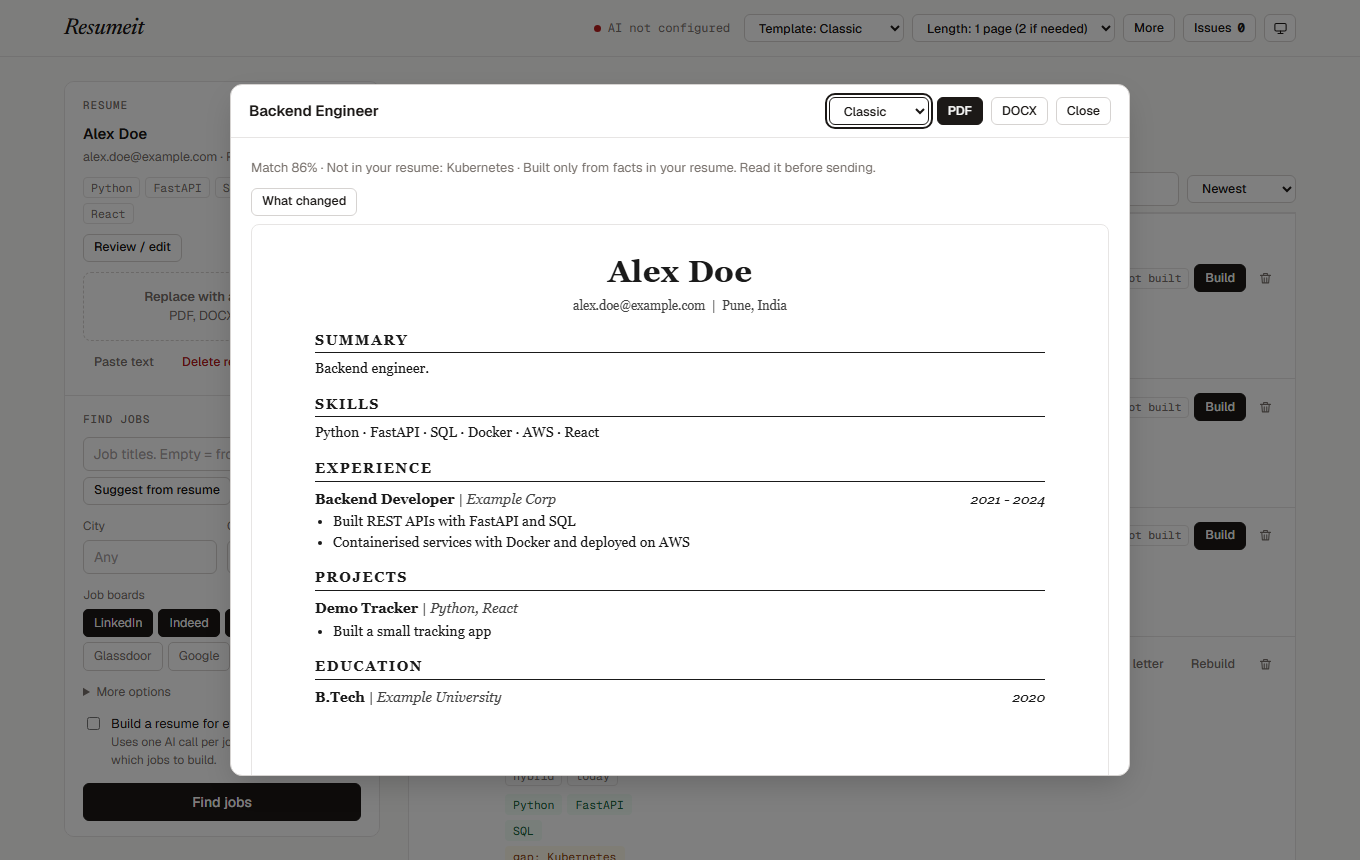 Resumeit
AI not configured
Template: Classic
Length: 1 page (2 if needed)
More
Issues 0
RESUME
Alex Doe
alex.doe@example.com ·
Python FastAPI
React
Review / edit
Replace with
PDF, DOCX
Paste text Delete
FIND JOBS
Job titles. Empty =
Suggest from resume
City
Any
Job boards
LinkedIn Indeed
Glassdoor Google
More options
Build a resume for
Uses one AI call per
which jobs to build.
Find jobs
Backend Engineer
Classic
PDF
DOCX
Close
Match 86% · Not in your resume: Kubernetes · Built only from facts in your resume. Read it before sending.
What changed
Alex Doe
alex.doe@example.com | Pune, India
SUMMARY
Backend engineer.
SKILLS
Python · FastAPI · SQL · Docker · AWS · React
EXPERIENCE
Backend Developer | Example Corp 2021 - 2024
• Built REST APIs with FastAPI and SQL
• Containerised services with Docker and deployed on AWS
PROJECTS
Demo Tracker | Python, React
• Built a small tracking app
EDUCATION
B.Tech | Example University 2020
Newest
built Build
built Build
built Build
letter Rebuild
hybrid today
Python FastAPI
SQL
gap: Kubernetes